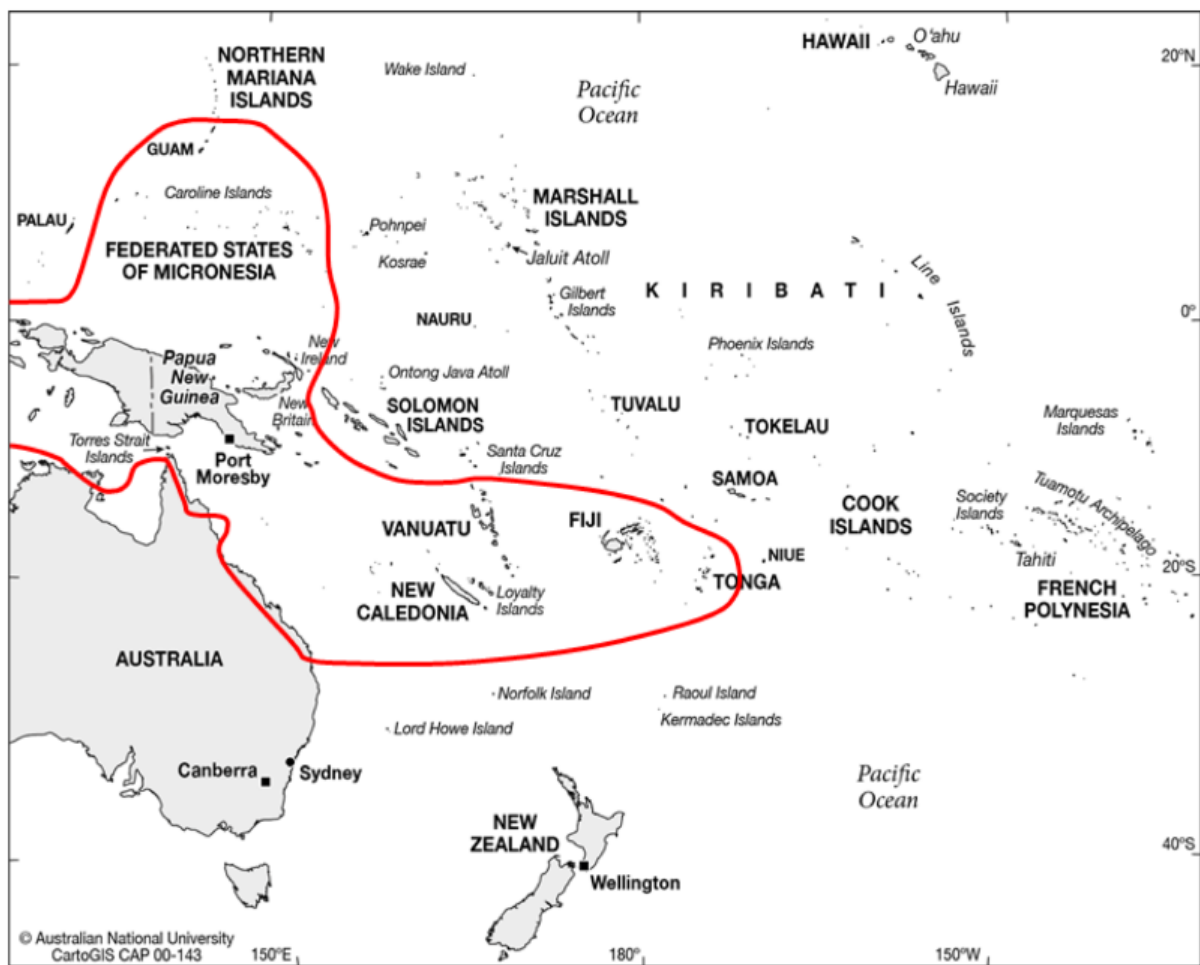 NORTHERN
MARIANA
ISLANDS
Wake Island
Pacific
Ocean
HAWAII
O'ahu
Hawaii
20°N
GUAM
Caroline Islands
PALAU
FEDERATED STATES
OF MICRONESIA
Pohnpei
Kosrae
MARSHALL
ISLANDS
Jaluit Atoll
Gilbert
Islands
KIRIBATI
Line
Islands
NAURU
0°
Phoenix Islands
New
Ireland
Papua
New
Guinea
New
Britain
Ontong Java Atoll
SOLOMON
ISLANDS
TUVALU
TOKELAU
Marquesas
Islands
Torres Strait
Islands
Port
Moresby
Santa Cruz
Islands
SAMOA
COOK
ISLANDS
Society
Islands
Tuamotu Archipelago
Tahiti
VANUATU
FIJI
NIUE
TONGA
20°S
FRENCH
POLYNESIA
NEW
CALEDONIA
Loyalty
Islands
AUSTRALIA
Norfolk Island
Raoul Island
Kermadec Islands
Lord Howe Island
Canberra
Sydney
Pacific
Ocean
NEW
ZEALAND
Wellington
40°S
© Australian National University
CartoGIS CAP 00-143
150°E
180°
150°W